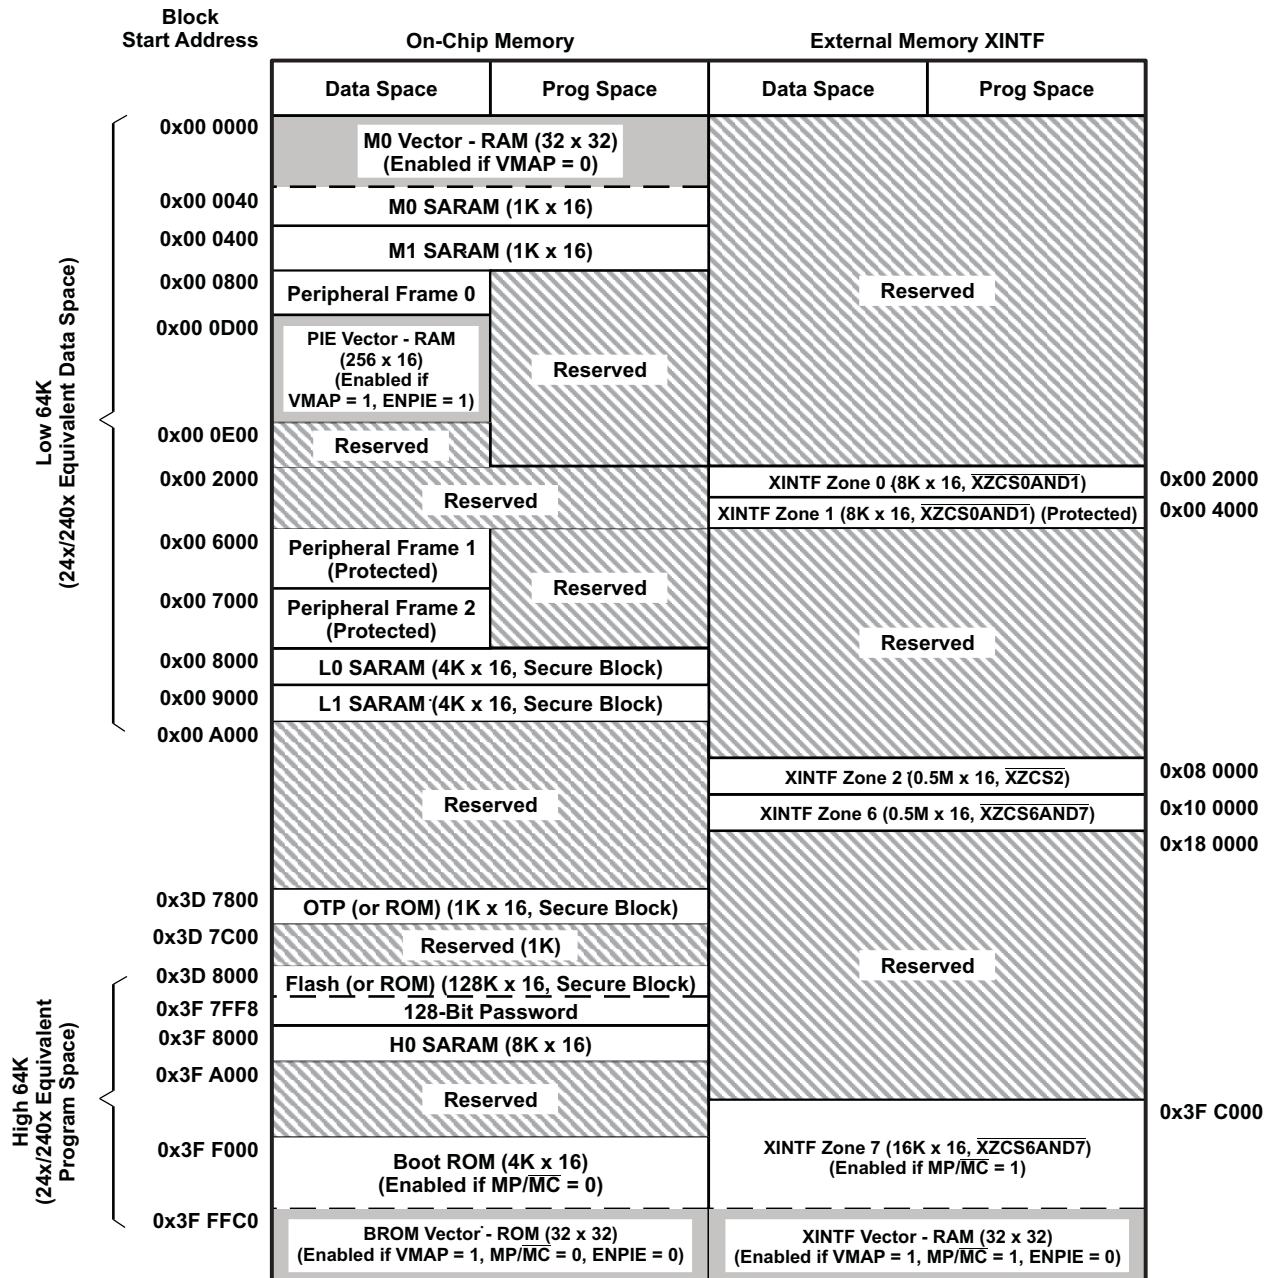 Block
Start Address
On-Chip Memory
External Memory XINTF
Data Space
Prog Space
Data Space
Prog Space
Low 64K
(24x/240x Equivalent Data Space)
0x00 0000
M0 Vector - RAM (32 x 32)
(Enabled if VMAP = 0)
0x00 0040
M0 SARAM (1K x 16)
0x00 0400
M1 SARAM (1K x 16)
0x00 0800
Peripheral Frame 0
0x00 0D00
PIE Vector - RAM
(256 x 16)
(Enabled if
VMAP = 1, ENPIE = 1)
Reserved
Reserved
0x00 0E00
Reserved
0x00 2000
Reserved
XINTF Zone 0 (8K x 16, XZCS0AND1)
0x00 2000
XINTF Zone 1 (8K x 16, XZCS0AND1) (Protected)
0x00 4000
0x00 6000
Peripheral Frame 1
(Protected)
Reserved
0x00 7000
Peripheral Frame 2
(Protected)
Reserved
0x00 8000
L0 SARAM (4K x 16, Secure Block)
0x00 9000
L1 SARAM (4K x 16, Secure Block)
0x00 A000
Reserved
XINTF Zone 2 (0.5M x 16, XZCS2)
0x08 0000
XINTF Zone 6 (0.5M x 16, XZCS6AND7)
0x10 0000
0x18 0000
High 64K
(24x/240x Equivalent
Program Space)
0x3D 7800
OTP (or ROM) (1K x 16, Secure Block)
0x3D 7C00
Reserved (1K)
Reserved
0x3D 8000
Flash (or ROM) (128K x 16, Secure Block)
0x3F 7FF8
128-Bit Password
0x3F 8000
H0 SARAM (8K x 16)
0x3F A000
Reserved
0x3F C000
0x3F F000
Boot ROM (4K x 16)
(Enabled if MP/MC = 0)
XINTF Zone 7 (16K x 16, XZCS6AND7)
(Enabled if MP/MC = 1)
0x3F FFC0
BROM Vector - ROM (32 x 32)
(Enabled if VMAP = 1, MP/MC = 0, ENPIE = 0)
XINTF Vector - RAM (32 x 32)
(Enabled if VMAP = 1, MP/MC = 1, ENPIE = 0)